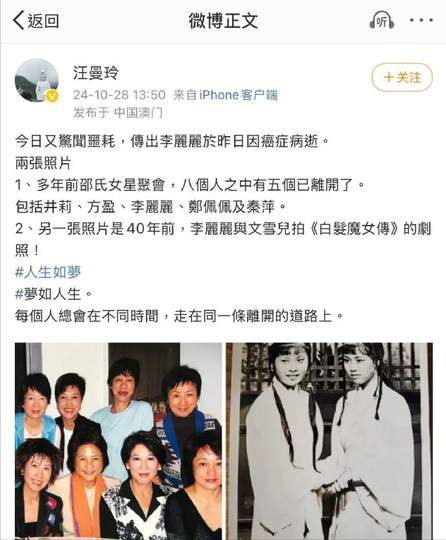 返回
微博正文
听
汪曼玲
24-10-28 13:50 来自 iPhone客户端
发布于 中国澳门
+关注
今日又驚聞噩耗，傳出李麗麗於昨日因癌症病逝。
兩張照片
1、多年前邵氏女星聚會，八個人之中有五個已離開了。
包括井莉、方盈、李麗麗、鄭佩佩及秦萍。
2、另一張照片是40年前，李麗麗與文雪兒拍《白髮魔女傳》的劇
照！
#人生如夢
#夢如人生。
每個人總會在不同時間，走在同一條離開的道路上。